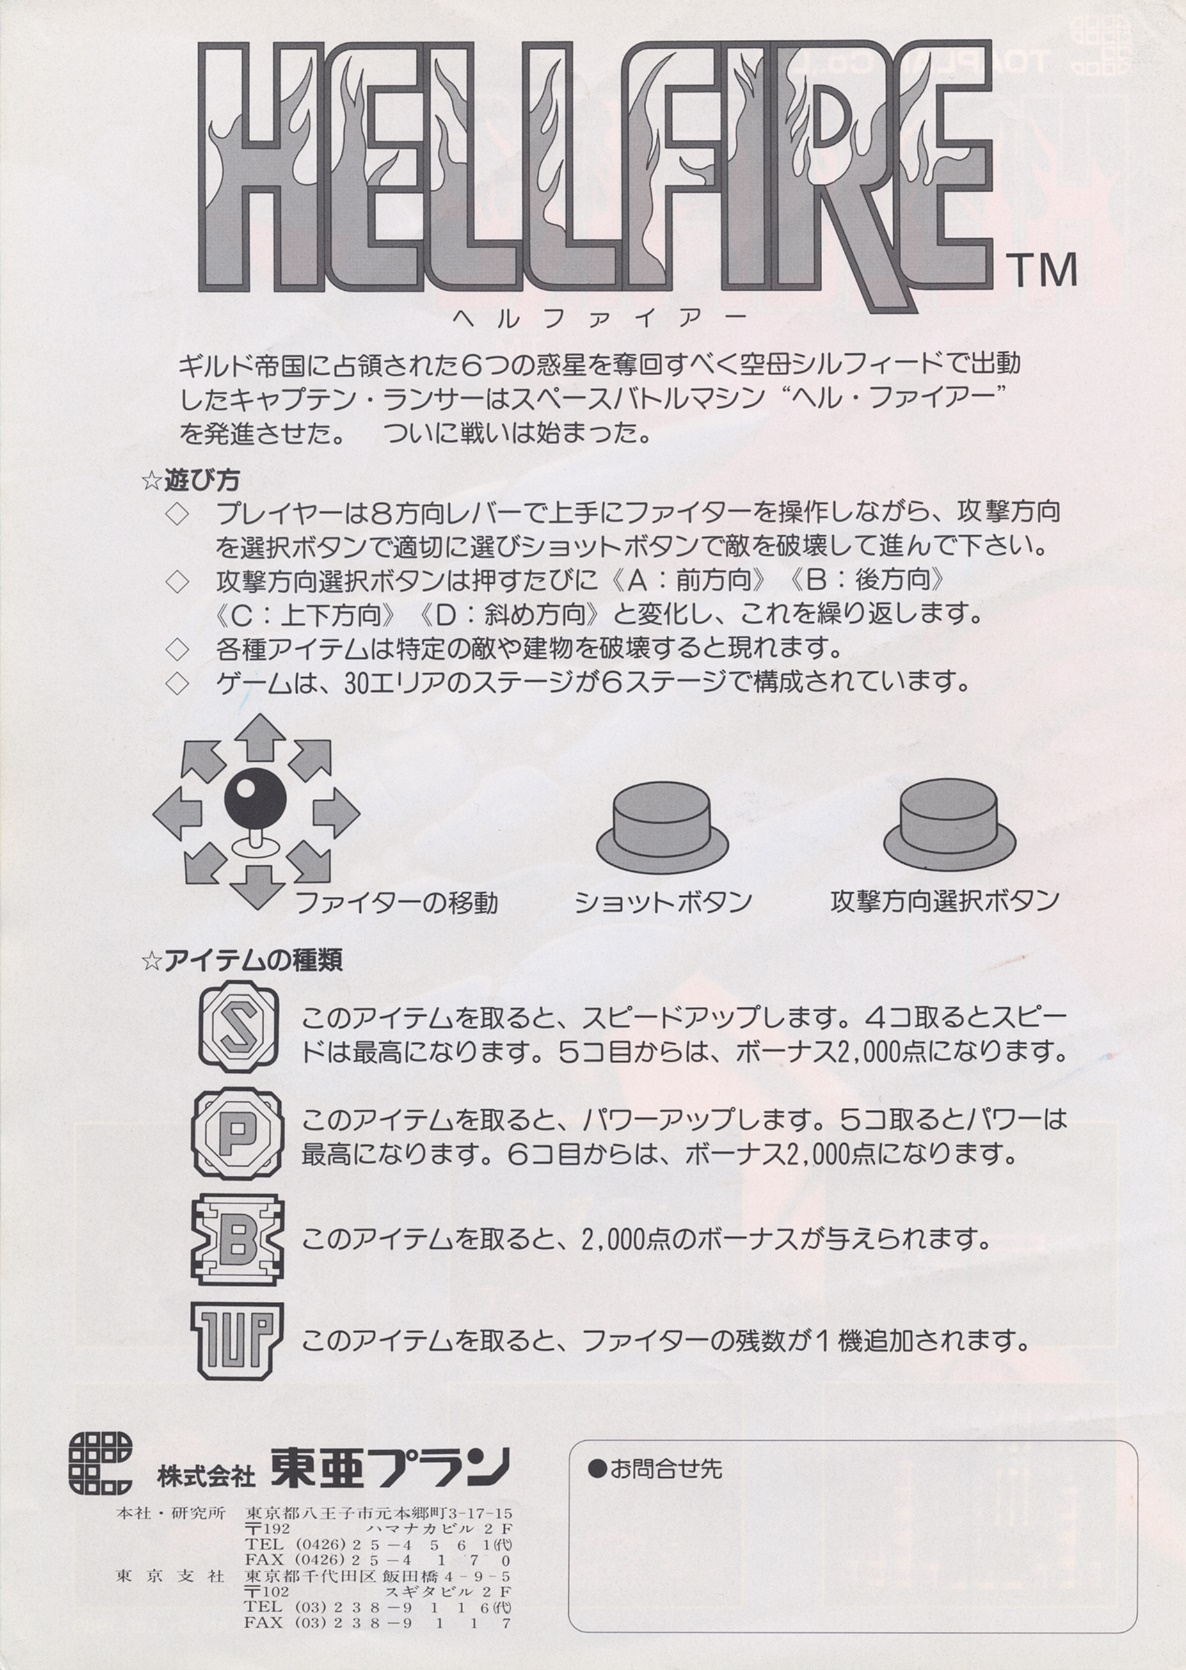 HELLFIRE TM
ヘルファイアー
ギルド帝国に占領された6つの惑星を奪回すべく空母シルフィードで出動
したキャプテン・ランサーはスペースバトルマシン“ヘル・ファイアー”
を発進させた。 ついに戦いは始まった。
☆遊び方
◇ プレイヤーは8方向レバーで上手にファイターを操作しながら、攻撃方向
を選択ボタンで適切に選びショットボタンで敵を破壊して進んで下さい。
◇ 攻撃方向選択ボタンは押すたびに《A：前方向》《B：後方向》
《C：上下方向》《D：斜め方向》と変化し、これを繰り返します。
◇ 各種アイテムは特定の敵や建物を破壊すると現れます。
◇ ゲームは、30エリアのステージが6ステージで構成されています。
ファイターの移動 ショットボタン 攻撃方向選択ボタン
☆アイテムの種類
S
このアイテムを取ると、スピードアップします。4コ取るとスピー
ドは最高になります。5コ目からは、ボーナス2,000点になります。
P
このアイテムを取ると、パワーアップします。5コ取るとパワーは
最高になります。6コ目からは、ボーナス2,000点になります。
B
このアイテムを取ると、2,000点のボーナスが与えられます。
1UP
このアイテムを取ると、ファイターの残数が1機追加されます。
株式会社 東亜プラン
本社・研究所 東京都八王子市元本郷町3-17-15
〒192 ハマナカビル2F
TEL (0426)25-4561(代)
FAX (0426)25-4170
東京支社 東京都千代田区飯田橋4-9-5
〒102 スギタビル2F
TEL (03)238-9116(代)
FAX (03)238-9117
●お問合せ先